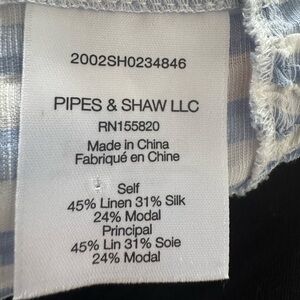 2002SH0234846
PIPES & SHAW LLC
RN155820
Made in China
Fabriqué en Chine
Self
45% Linen 31% Silk
24% Modal
Principal
45% Lin 31% Soie
24% Modal